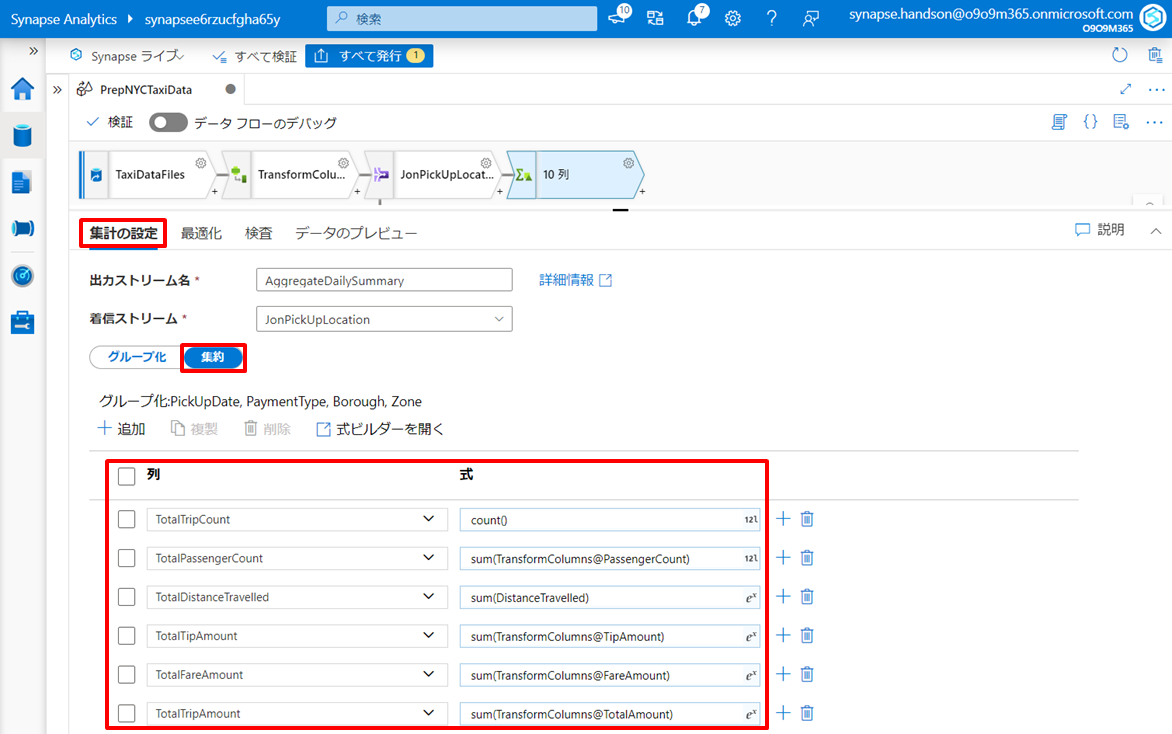 Synapse Analytics ▸ synapsee6rzucfgha65y
検索
10
7
synapse.handson@o9o9m365.onmicrosoft.com
O9O9M365
Synapse ライブ
すべて検証
すべて発行 1
PrepNYCTaxiData
検証
データ フローのデバッグ
TaxiDataFiles
TransformColu...
JonPickUpLocat...
10 列
集計の設定
最適化
検査
データのプレビュー
説明
出力ストリーム名 *
AggregateDailySummary
詳細情報
着信ストリーム *
JonPickUpLocation
グループ化
集約
グループ化:PickUpDate, PaymentType, Borough, Zone
追加
複製
削除
式ビルダーを開く
列
式
TotalTripCount
count()
12l
TotalPassengerCount
sum(TransformColumns@PassengerCount)
12l
TotalDistanceTravelled
sum(DistanceTravelled)
eˣ
TotalTipAmount
sum(TransformColumns@TipAmount)
eˣ
TotalFareAmount
sum(TransformColumns@FareAmount)
eˣ
TotalTripAmount
sum(TransformColumns@TotalAmount)
eˣ